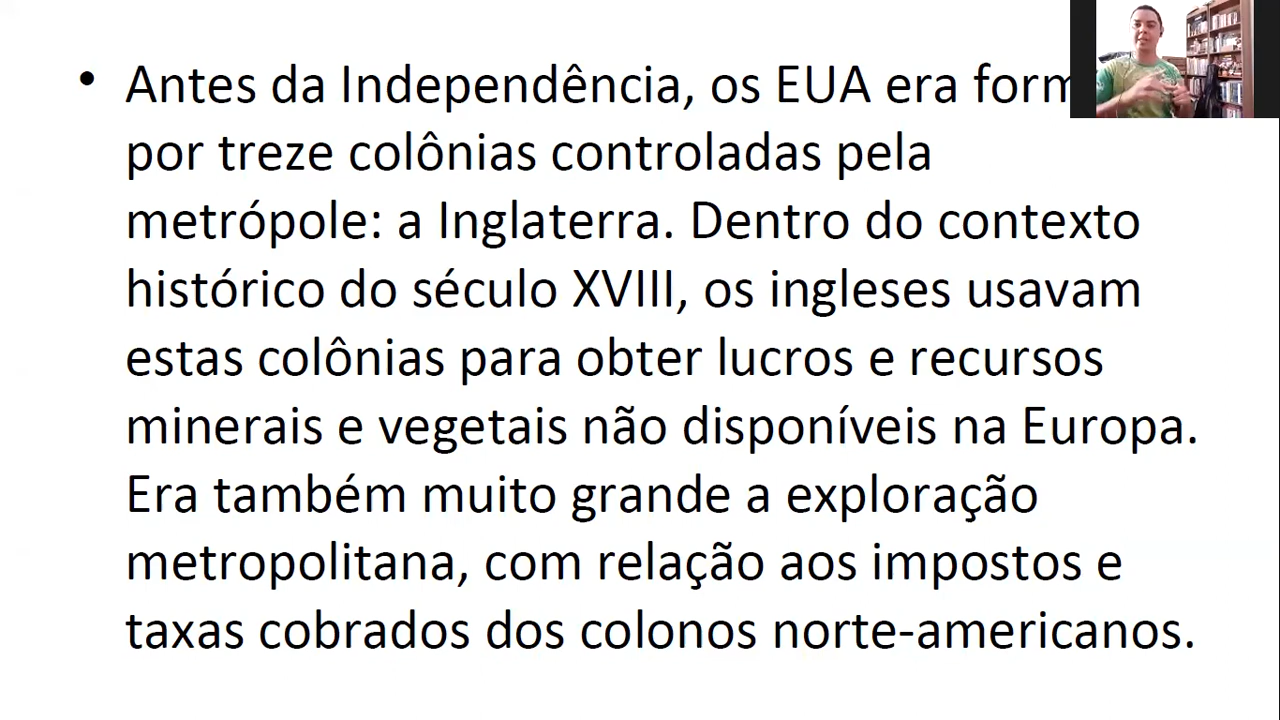 • Antes da Independência, os EUA era
por treze colônias controladas pela
metrópole: a Inglaterra. Dentro do contexto
histórico do século XVIII, os ingleses usavam
estas colônias para obter lucros e recursos
minerais e vegetais não disponíveis na Europa.
Era também muito grande a exploração
metropolitana, com relação aos impostos e
taxas cobrados dos colonos norte-americanos.